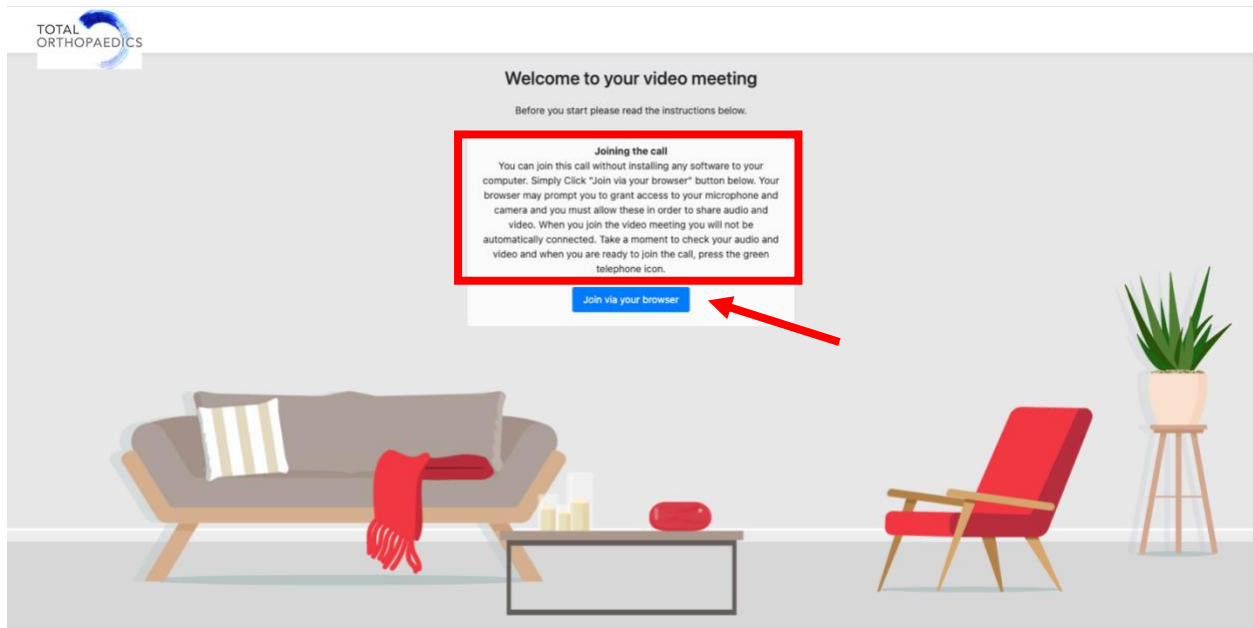 TOTAL
ORTHOPAEDICS
Welcome to your video meeting
Before you start please read the instructions below.
Joining the call
You can join this call without installing any software to your
computer. Simply Click "Join via your browser" button below. Your
browser may prompt you to grant access to your microphone and
camera and you must allow these in order to share audio and
video. When you join the video meeting you will not be
automatically connected. Take a moment to check your audio and
video and when you are ready to join the call, press the green
telephone icon.
Join via your browser